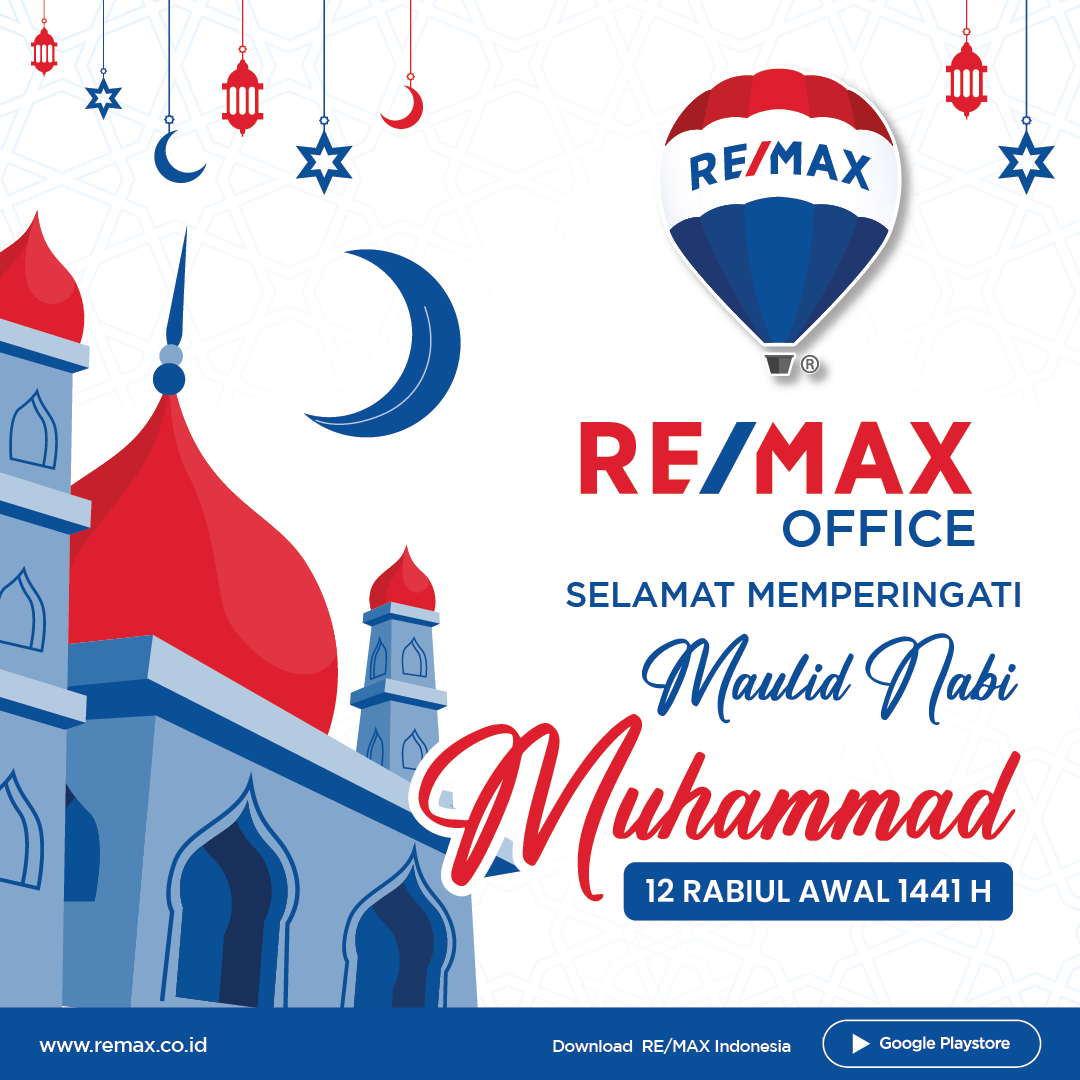 RE/MAX
®
RE/MAX
OFFICE
SELAMAT MEMPERINGATI
Maulid Nabi
Muhammad
12 RABIUL AWAL 1441 H
www.remax.co.id
Download RE/MAX Indonesia
Google Playstore